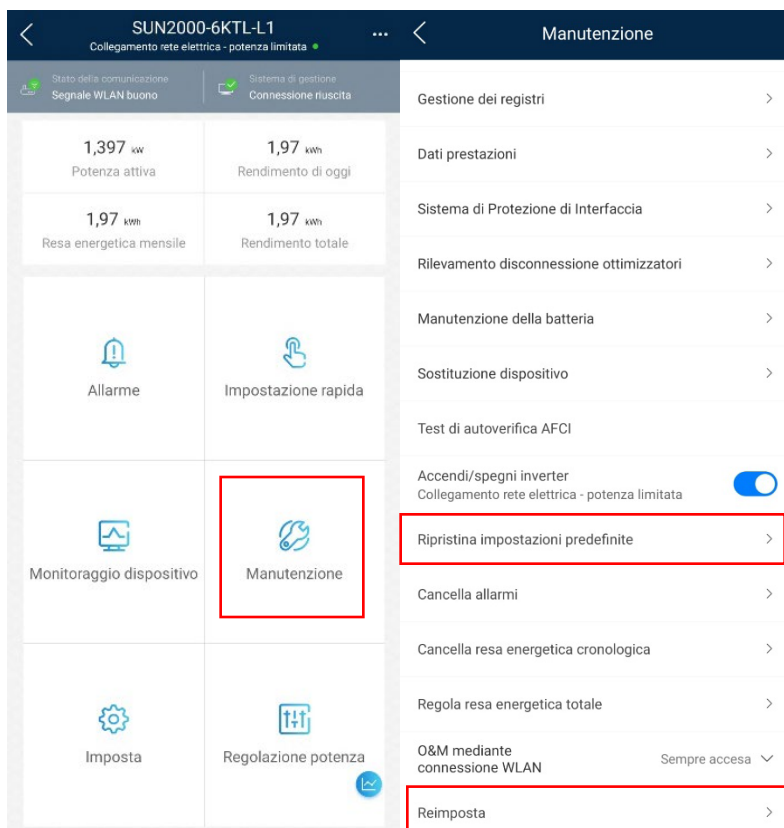 SUN2000-6KTL-L1
Collegamento rete elettrica - potenza limitata
Stato della comunicazione
Segnale WLAN buono
Sistema di gestione
Connessione riuscita
1,397 kW
Potenza attiva
1,97 kWh
Rendimento di oggi
1,97 kWh
Resa energetica mensile
1,97 kWh
Rendimento totale
Allarme
Impostazione rapida
Monitoraggio dispositivo
Manutenzione
Imposta
Regolazione potenza
Manutenzione
Gestione dei registri
Dati prestazioni
Sistema di Protezione di Interfaccia
Rilevamento disconnessione ottimizzatori
Manutenzione della batteria
Sostituzione dispositivo
Test di autoverifica AFCI
Accendi/spegni inverter
Collegamento rete elettrica - potenza limitata
Ripristina impostazioni predefinite
Cancella allarmi
Cancella resa energetica cronologica
Regola resa energetica totale
O&M mediante
connessione WLAN
Sempre accesa
Reimposta